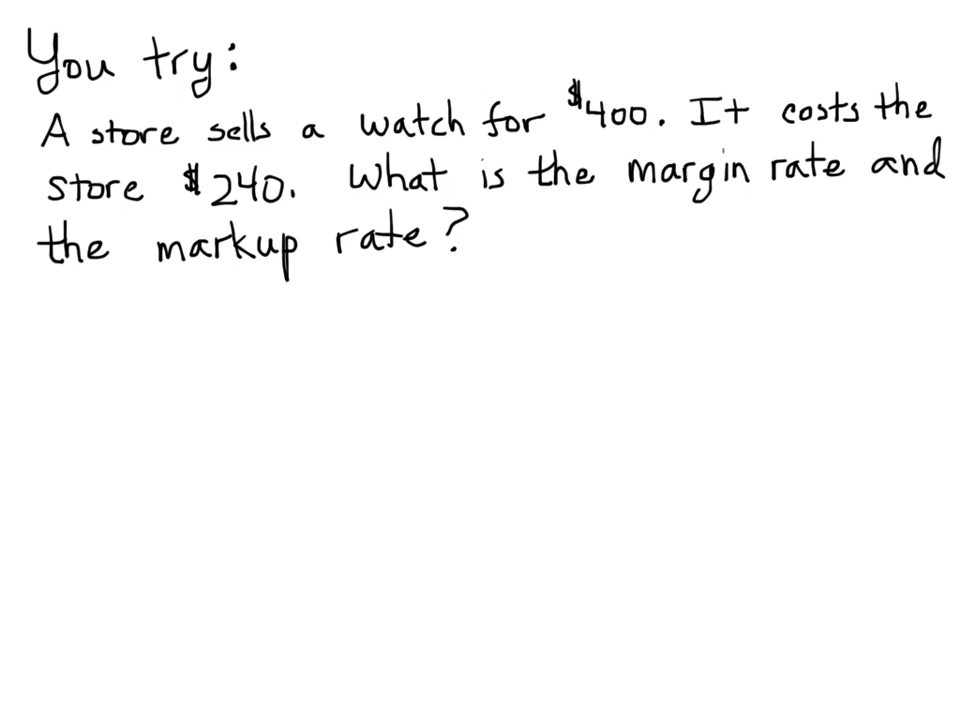 You try:
A store sells a watch for $400. It costs the
store $240. What is the margin rate and
the markup rate?